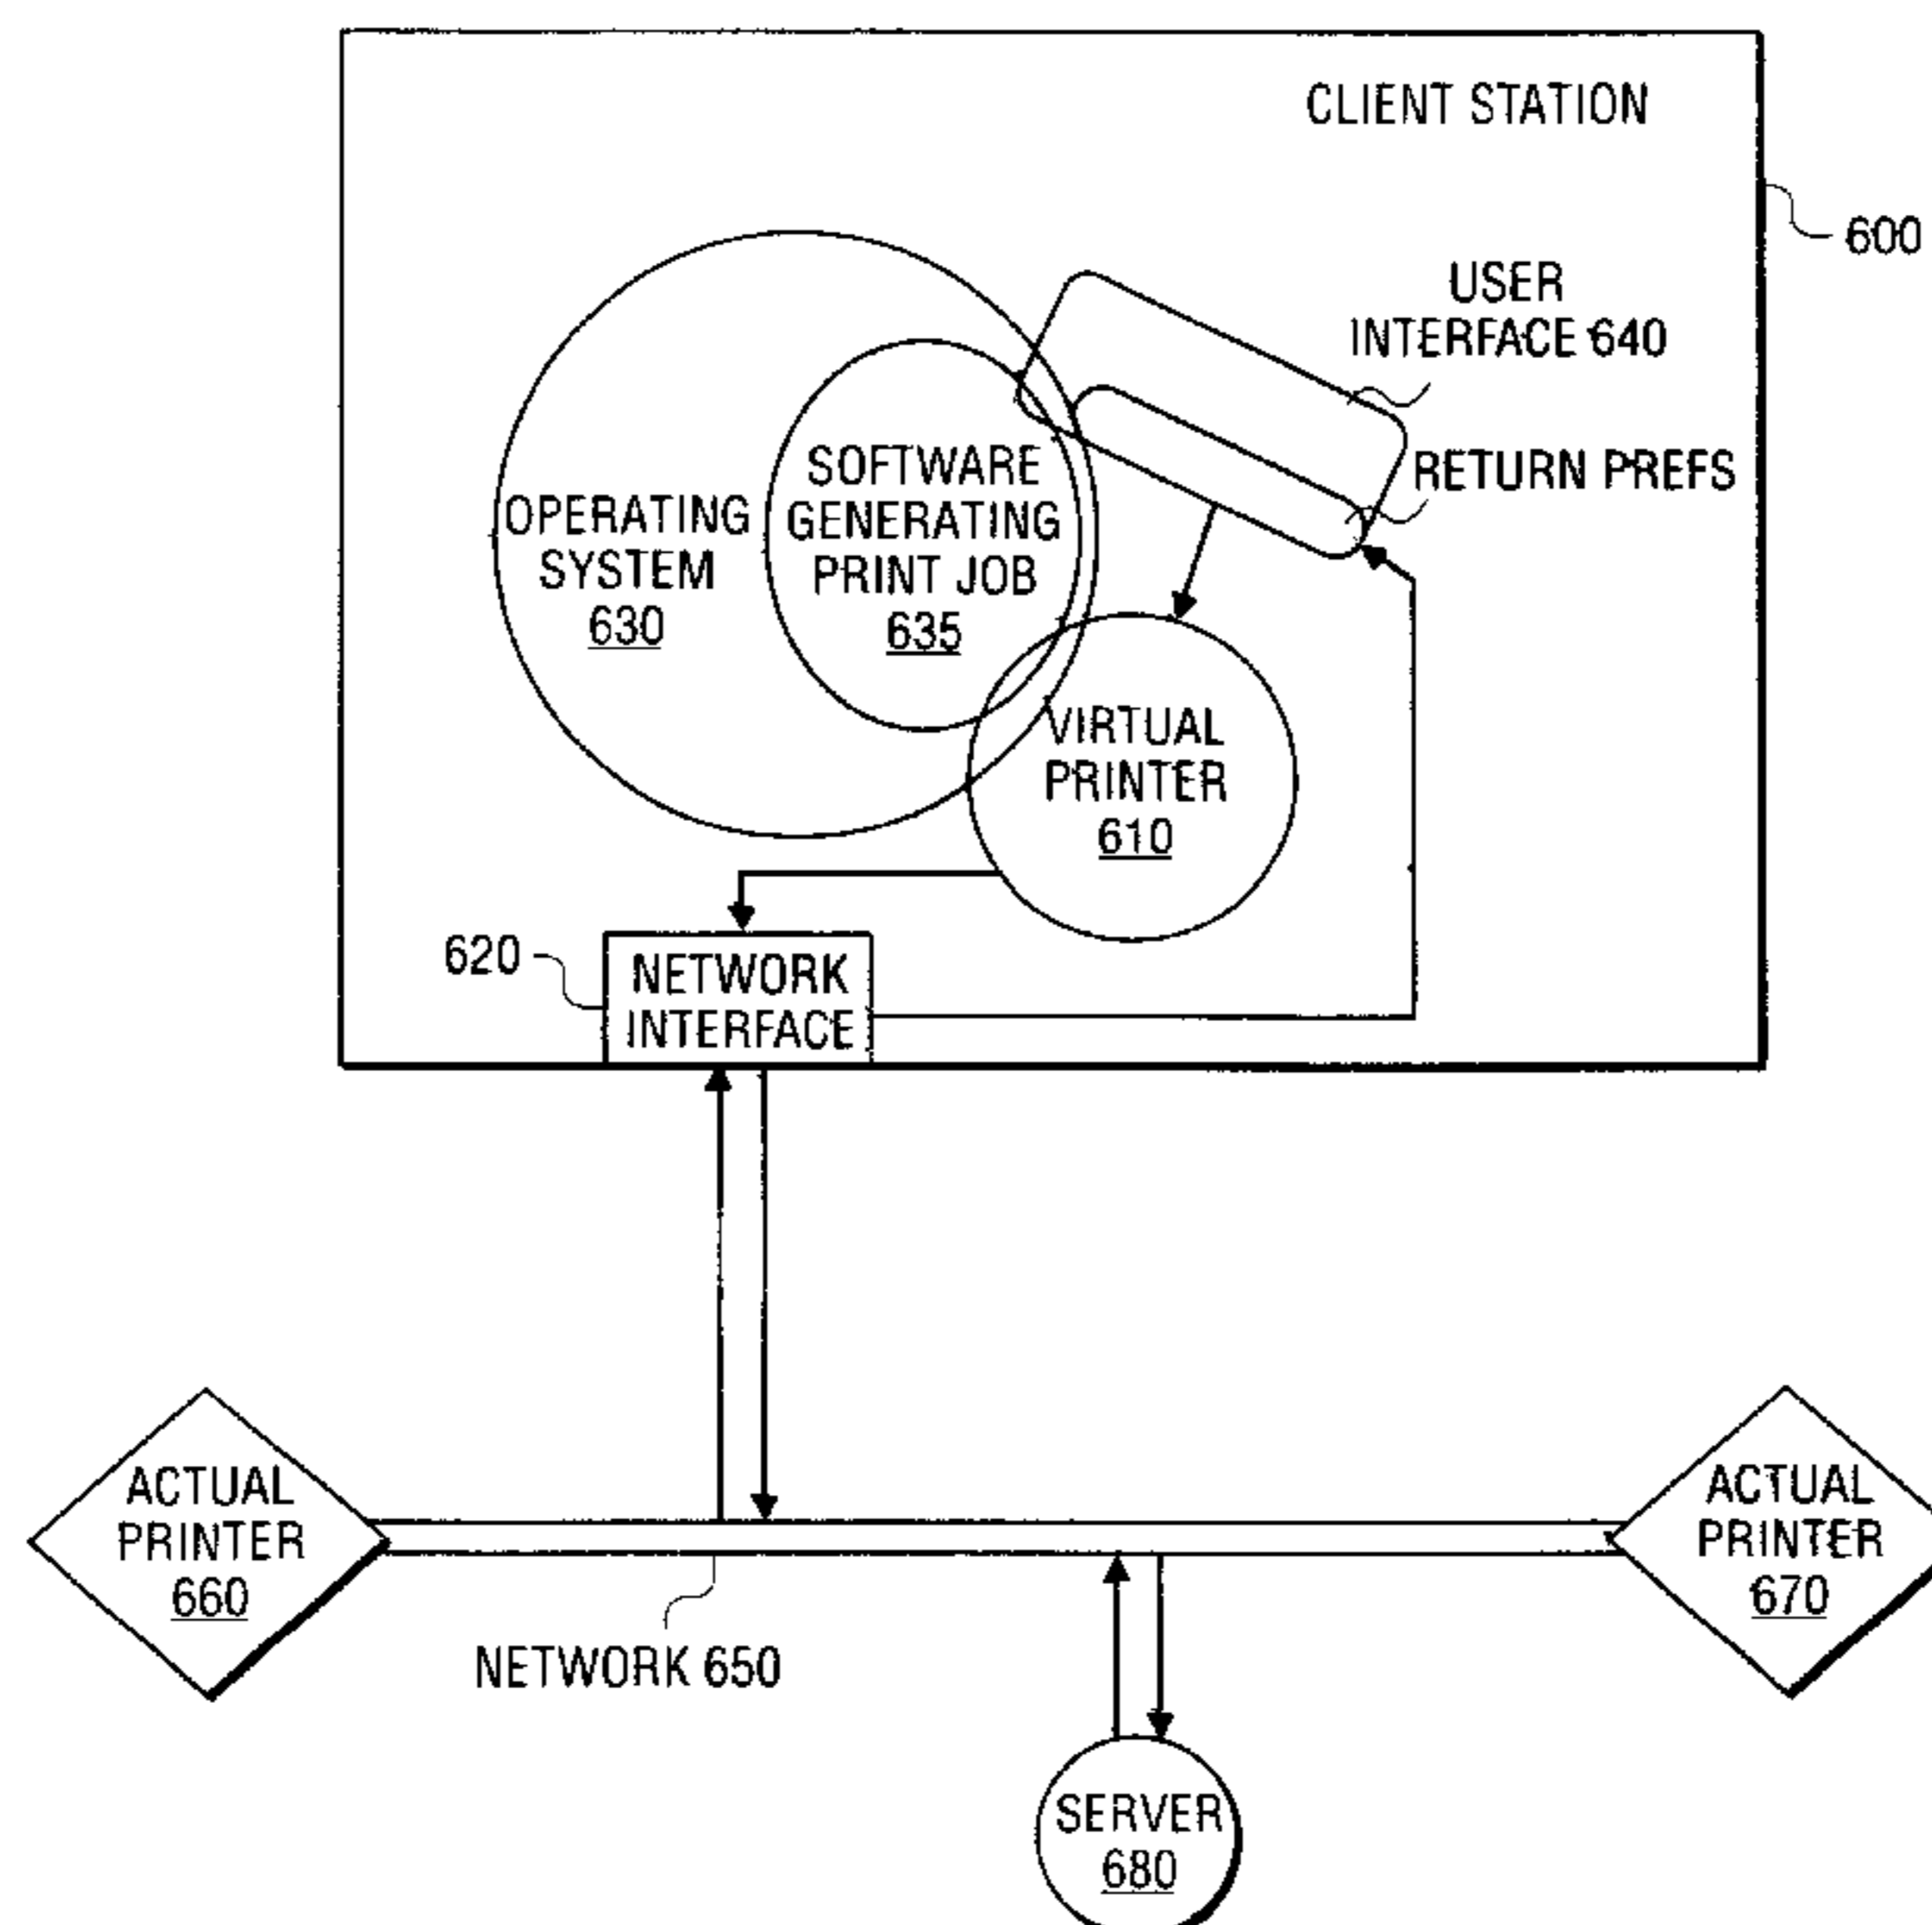 CLIENT STATION
600
USER
INTERFACE 640
RETURN PREFS
OPERATING
SYSTEM
630
SOFTWARE
GENERATING
PRINT JOB
635
VIRTUAL
PRINTER
610
620
NETWORK
INTERFACE
ACTUAL
PRINTER
660
ACTUAL
PRINTER
670
NETWORK 650
SERVER
680